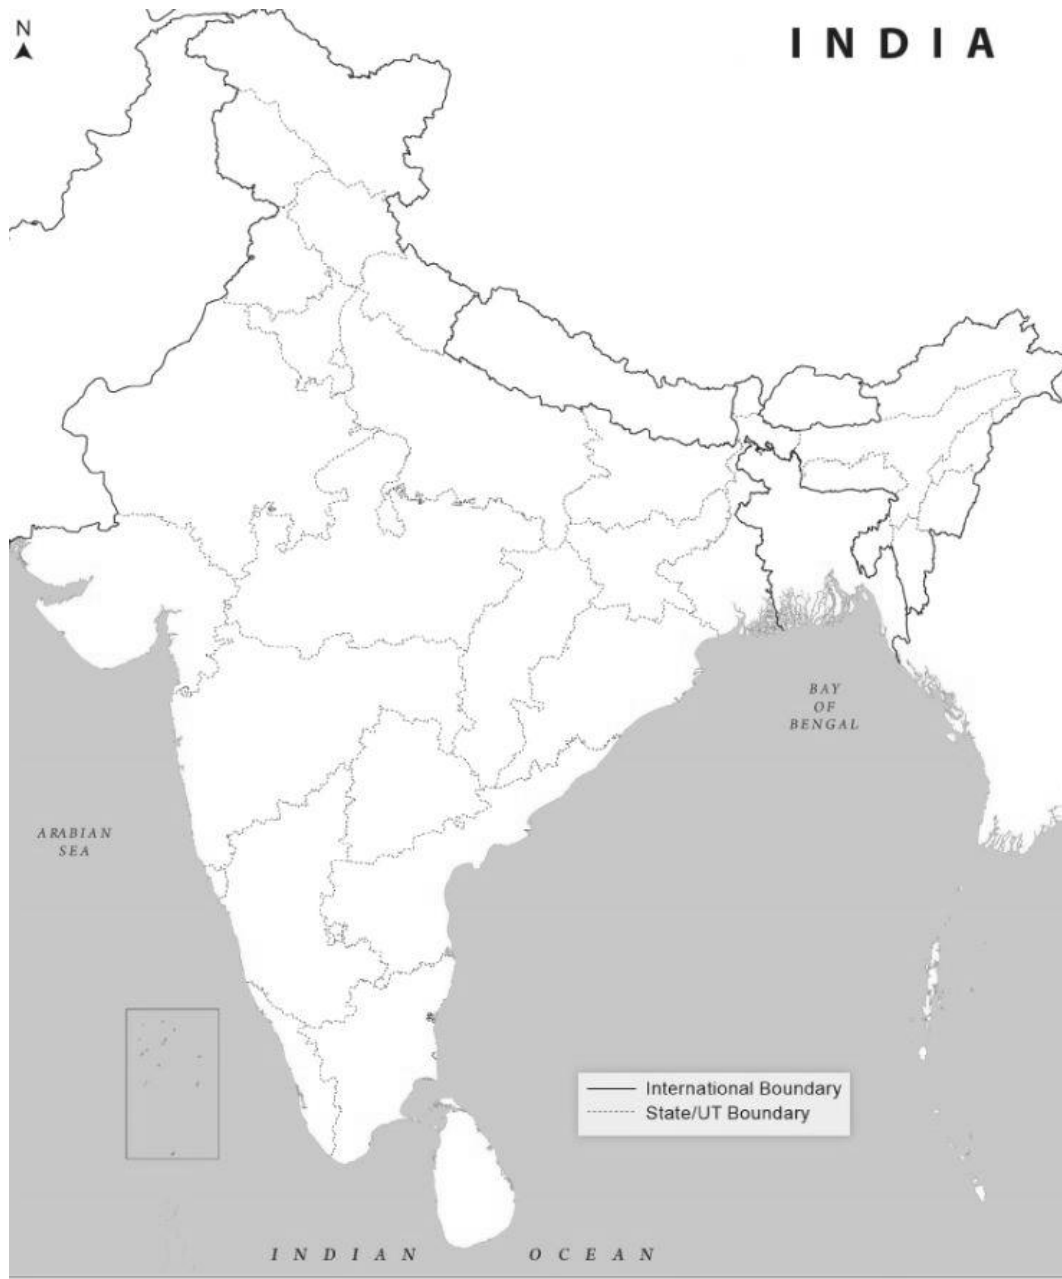 N
INDIA
BAY
OF
BENGAL
ARABIAN
SEA
International Boundary
State/UT Boundary
INDIAN OCEAN